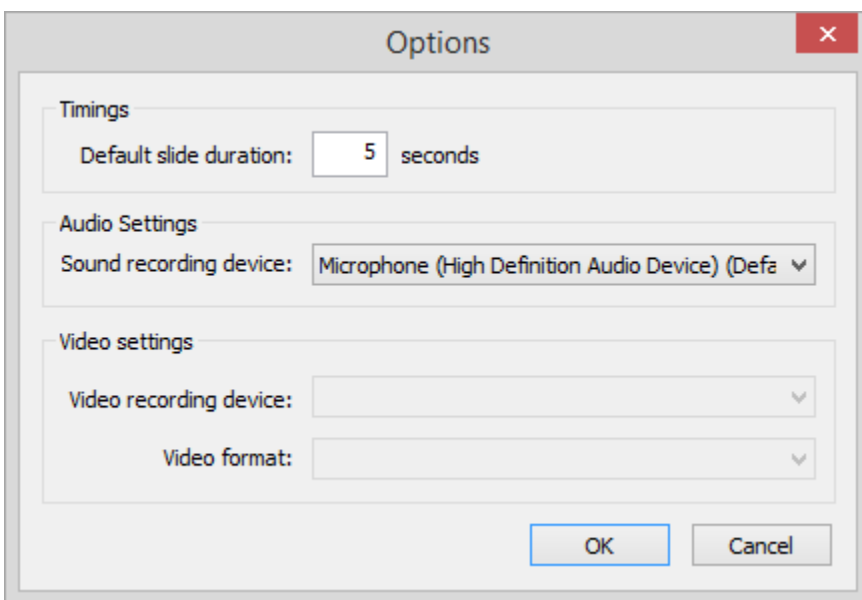 Options
Timings
Default slide duration: 5 seconds
Audio Settings
Sound recording device: Microphone (High Definition Audio Device) (Defa
Video settings
Video recording device:
Video format:
OK Cancel